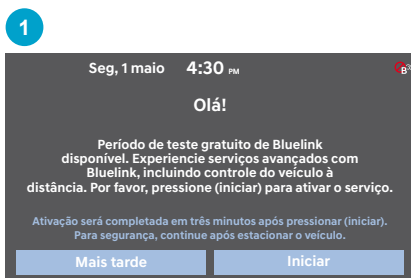 1
Seg, 1 maio 4:30 PM
Olá!
Período de teste gratuito de Bluelink
disponível. Experiencie serviços avançados com
Bluelink, incluindo controle do veículo à
distância. Por favor, pressione (iniciar) para ativar o serviço.
Ativação será completada em três minutos após pressionar (iniciar).
Para segurança, continue após estacionar o veículo.
Mais tarde Iniciar